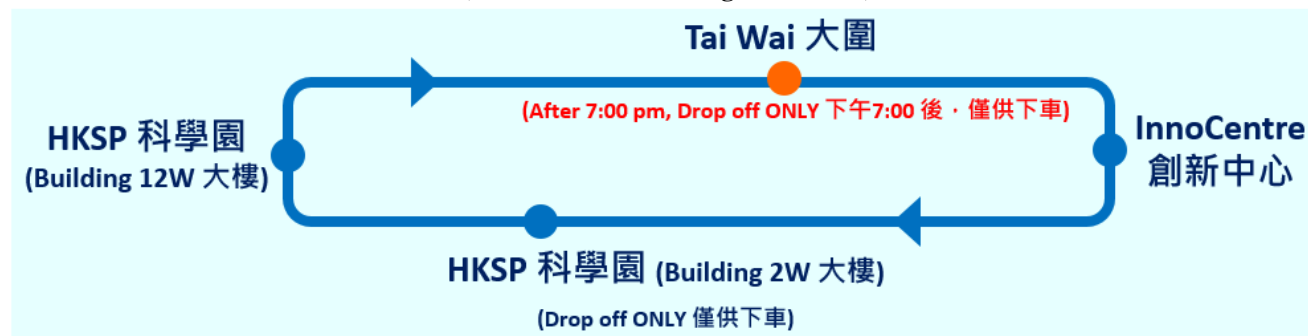 Tai Wai 大圍
(After 7:00 pm, Drop off ONLY 下午7:00 後，僅供下車)
HKSP 科學園
(Building 12W 大樓)
InnoCentre
創新中心
HKSP 科學園 (Building 2W 大樓)
(Drop off ONLY 僅供下車)